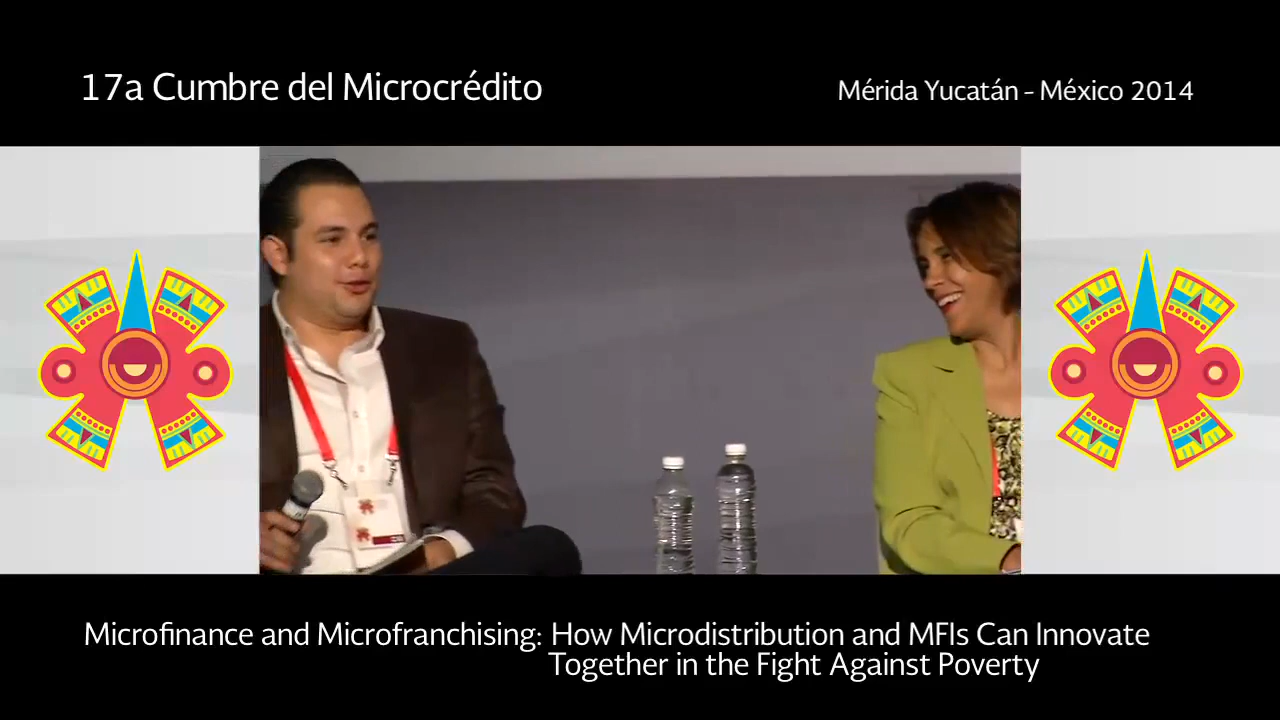 17a Cumbre del Microcrédito
Mérida Yucatán - México 2014
Microfinance and Microfranchising: How Microdistribution and MFIs Can Innovate
Together in the Fight Against Poverty